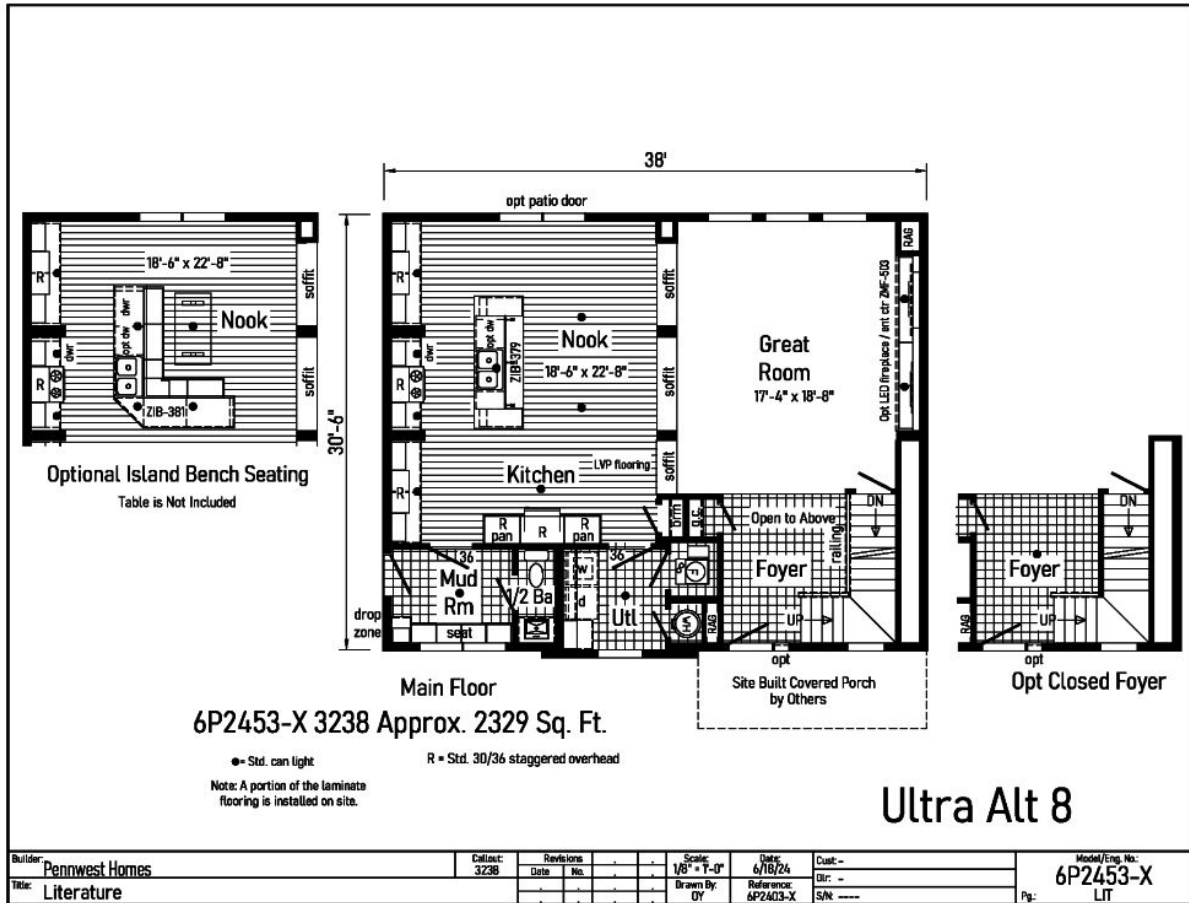 38'
opt patio door
18'-6" x 22'-8"
R
soffit
Nook
dwr
opt dw
dwr
R
soffit
ZIB-381
Optional Island Bench Seating
Table is Not Included
30'-6"
RAG
soffit
opt dw
ZIB-379
Nook
dwr
18'-6" x 22'-8"
R
soffit
Great
Room
17'-4" x 18'-8"
Opt LED fireplace / ent ctr ZMF-503
Kitchen
LVP flooring
soffit
R
R
pan
R
R
pan
brm
g.c.
Open to Above
railing
DN
36
36
Mud
Rm
1/2 Ba
w
d
Utl
F
WH
RAG
Foyer
UP
drop
zone
seat
opt
DN
Foyer
RAG
UP
opt
Opt Closed Foyer
Site Built Covered Porch
by Others
Main Floor
6P2453-X 3238 Approx. 2329 Sq. Ft.
●= Std. can light
R = Std. 30/36 staggered overhead
Note: A portion of the laminate
flooring is installed on site.
Ultra Alt 8
Builder: Pennwest Homes
Title: Literature
Callout:
3238
Revisions
Date No.
Scale:
1/8" = 1'-0"
Drawn By:
OY
Date:
6/18/24
Reference:
6P2403-X
Cust: -
Dlr: -
S/N: ----
Model/Eng. No.:
6P2453-X
Pg.: LIT